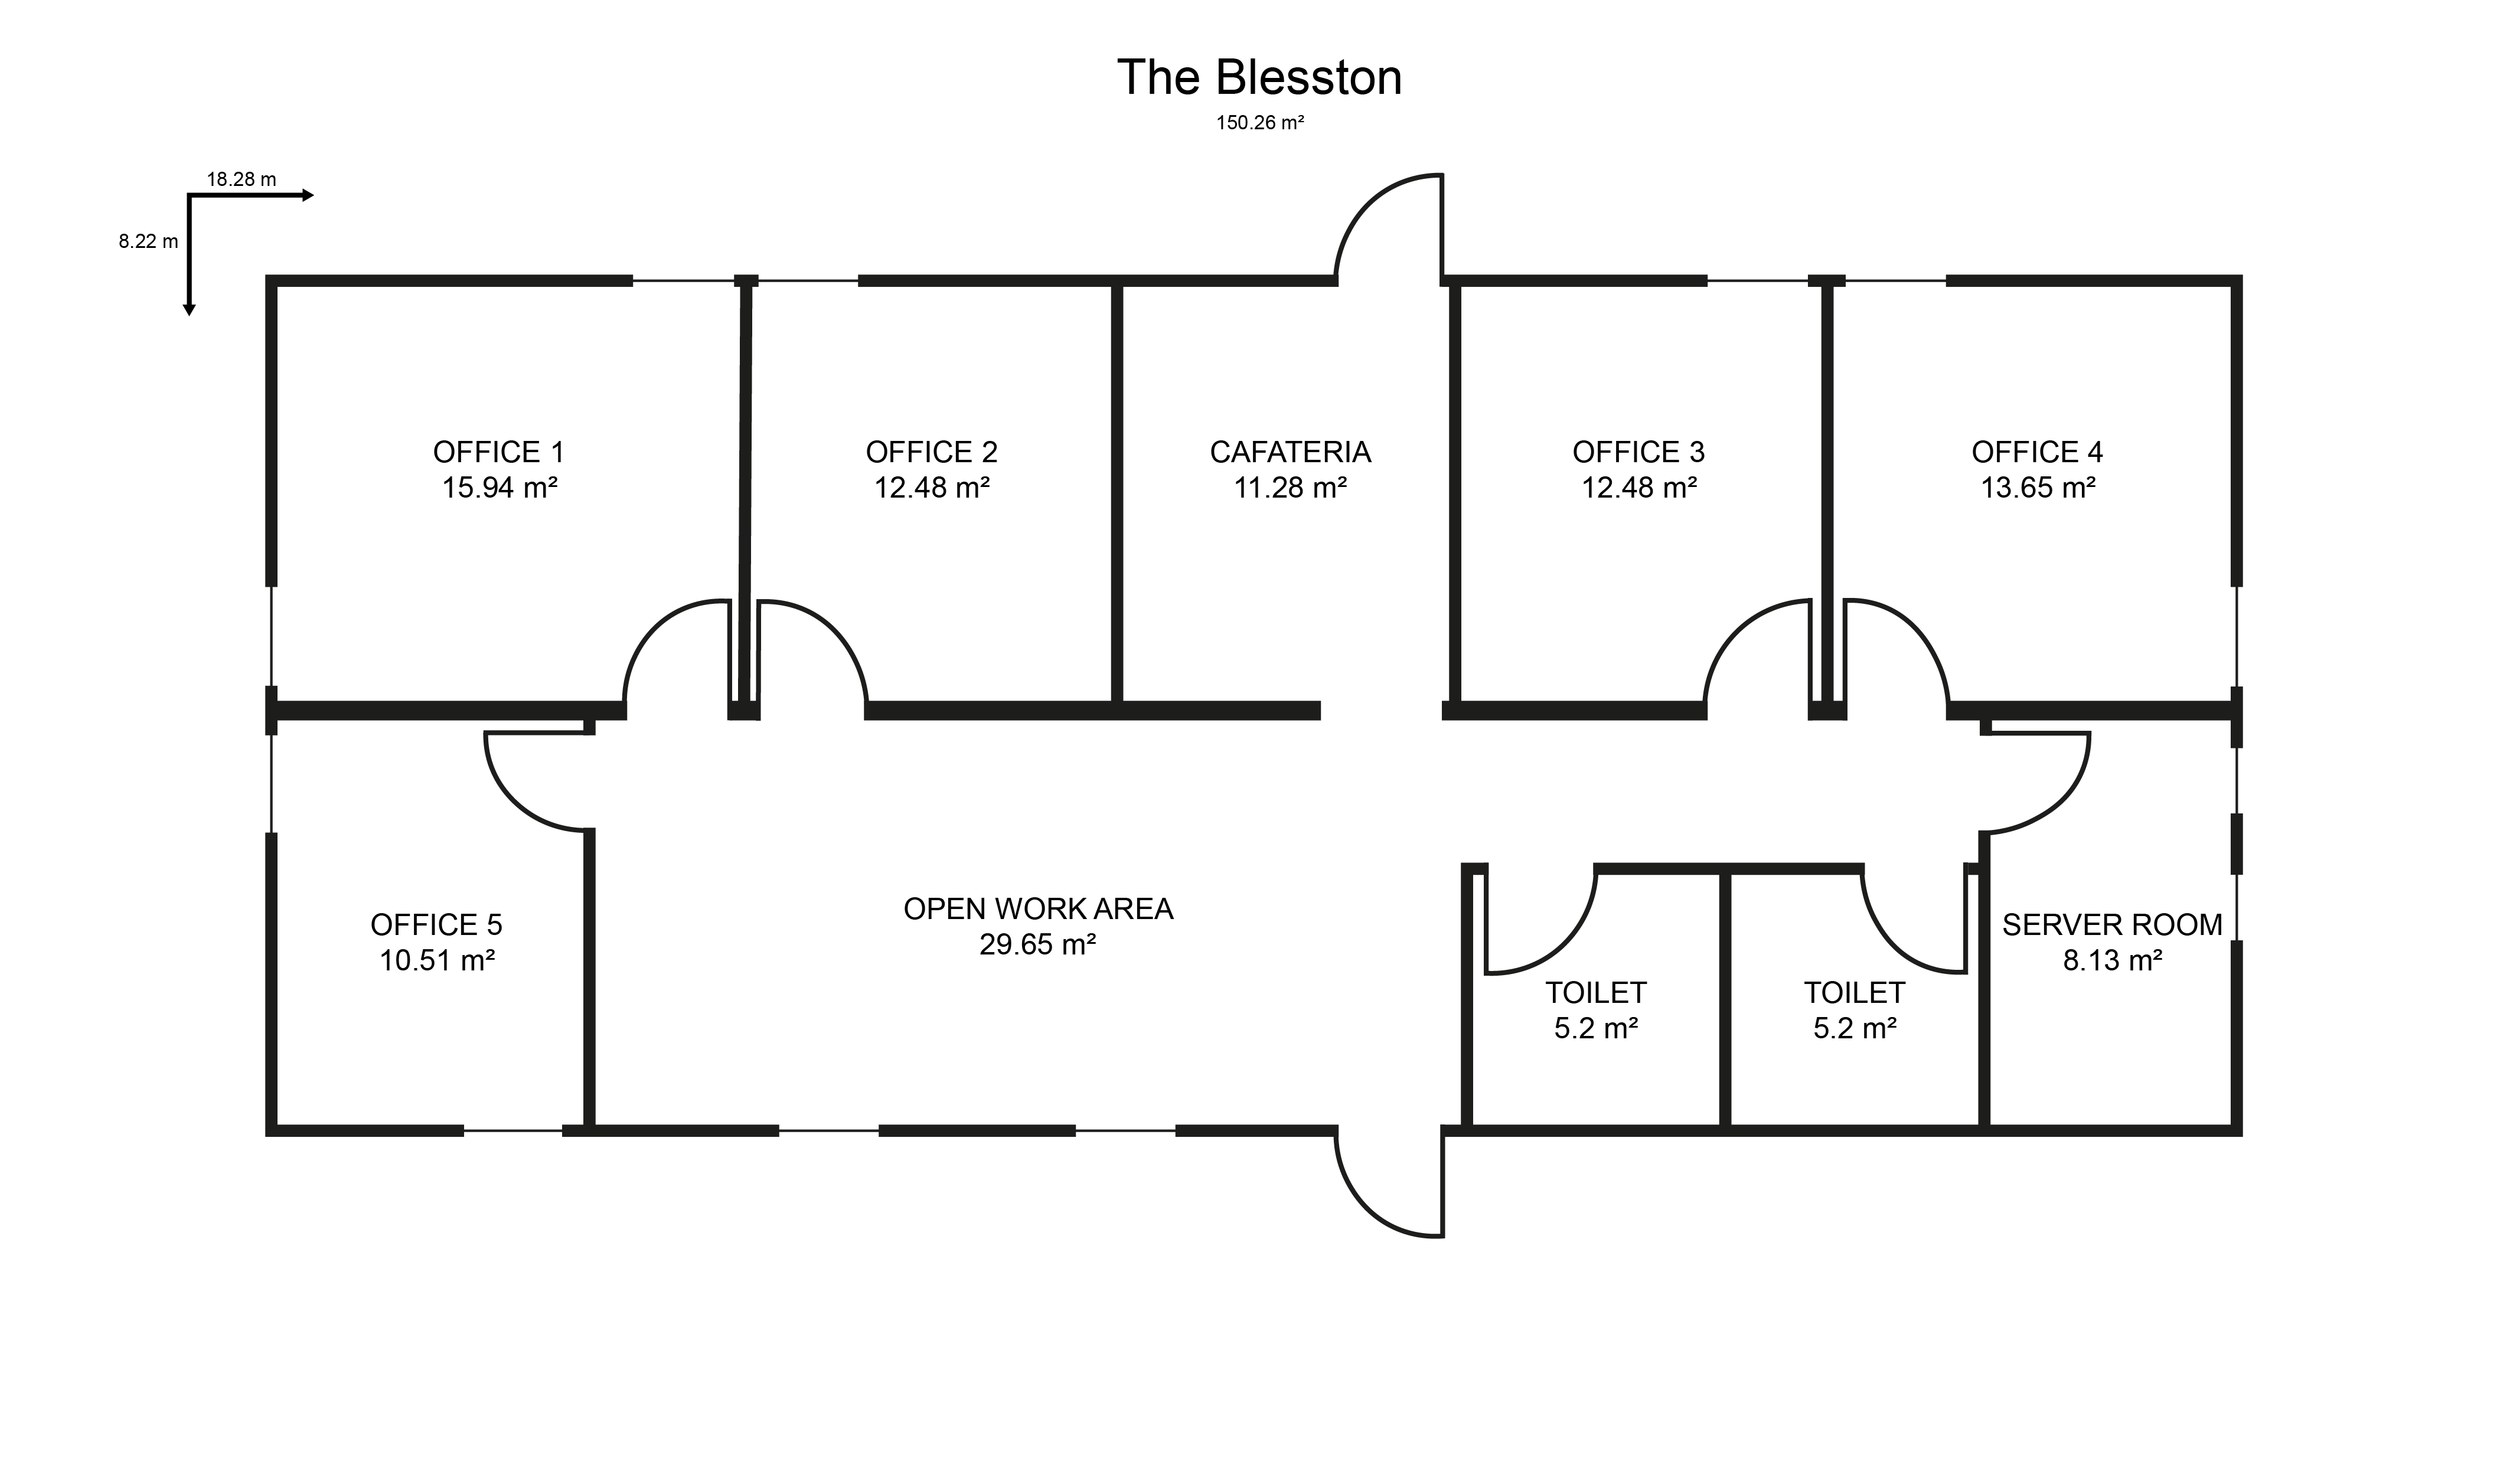 The Blesston
150.26 m²
18.28 m
8.22 m
OFFICE 1
15.94 m²
OFFICE 2
12.48 m²
CAFATERIA
11.28 m²
OFFICE 3
12.48 m²
OFFICE 4
13.65 m²
OFFICE 5
10.51 m²
OPEN WORK AREA
29.65 m²
TOILET
5.2 m²
TOILET
5.2 m²
SERVER ROOM
8.13 m²